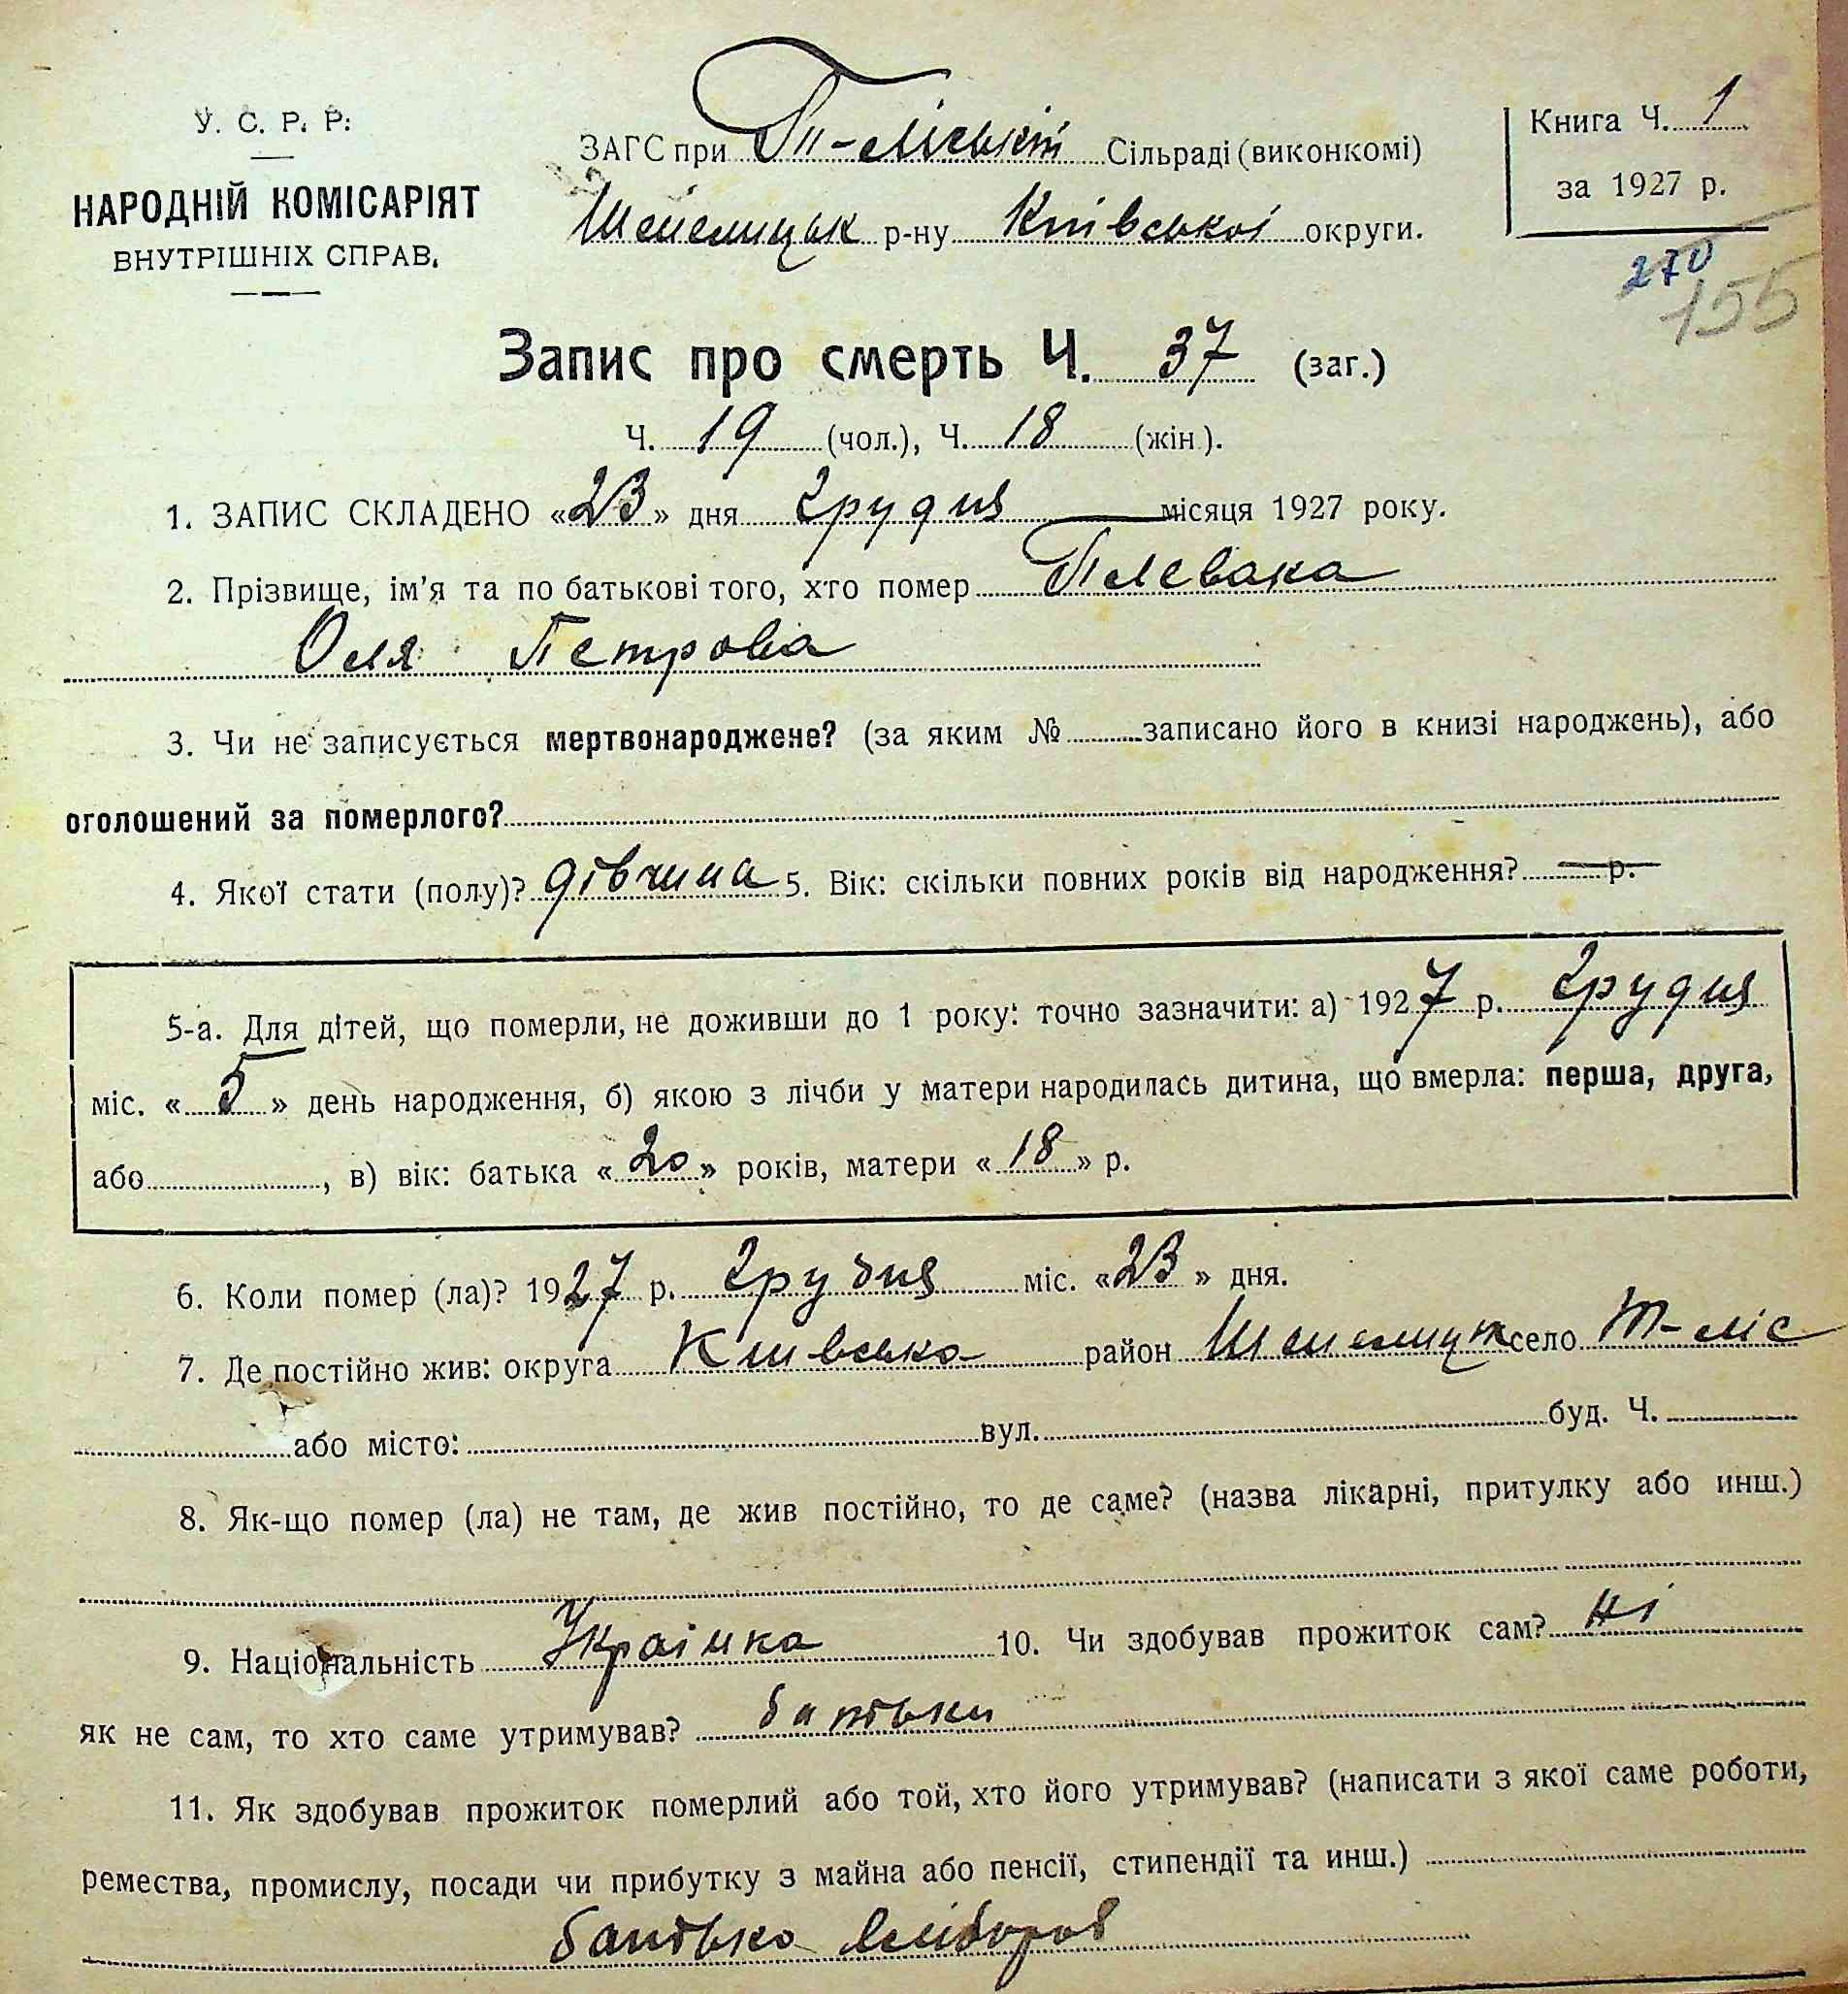 У. С. Р. Р.
НАРОДНІЙ КОМІСАРІЯТ
ВНУТРІШНІХ СПРАВ.
ЗАГС при Т-ліській Сільраді (виконкомі)
Шепелицьк р-ну Київської округи.
Книга Ч. 1
за 1927 р.
270
155
Запис про смерть Ч. 37 (заг.)
Ч. 19 (чол.), Ч. 18 (жін.).
1. ЗАПИС СКЛАДЕНО «23» дня грудня місяця 1927 року.
2. Прізвище, ім'я та по батькові того, хто помер Плевака
Оля Петрова
3. Чи не записується мертвонароджене? (за яким № записано його в книзі народжень), або
оголошений за померлого?
4. Якої стати (полу)? дівчина 5. Вік: скільки повних років від народження? — р.
5-а. Для дітей, що померли, не доживши до 1 року: точно зазначити: а) 1927 р. грудня
міс. «5» день народження, б) якою з лічби у матери народилась дитина, що вмерла: перша, друга,
або , в) вік: батька «20» років, матери «18» р.
6. Коли помер (ла)? 1927 р. грудня міс. «23» дня.
7. Де постійно жив: округа Київська район Шепелицьк село Т-ліс
або місто: вул. буд. Ч.
8. Як-що помер (ла) не там, де жив постійно, то де саме? (назва лікарні, притулку або инш.)
9. Національність Українка 10. Чи здобував прожиток сам? Ні
як не сам, то хто саме утримував? батьки
11. Як здобував прожиток померлий або той, хто його утримував? (написати з якої саме роботи,
ремества, промислу, посади чи прибутку з майна або пенсії, стипендії та инш.)
батько хлібороб